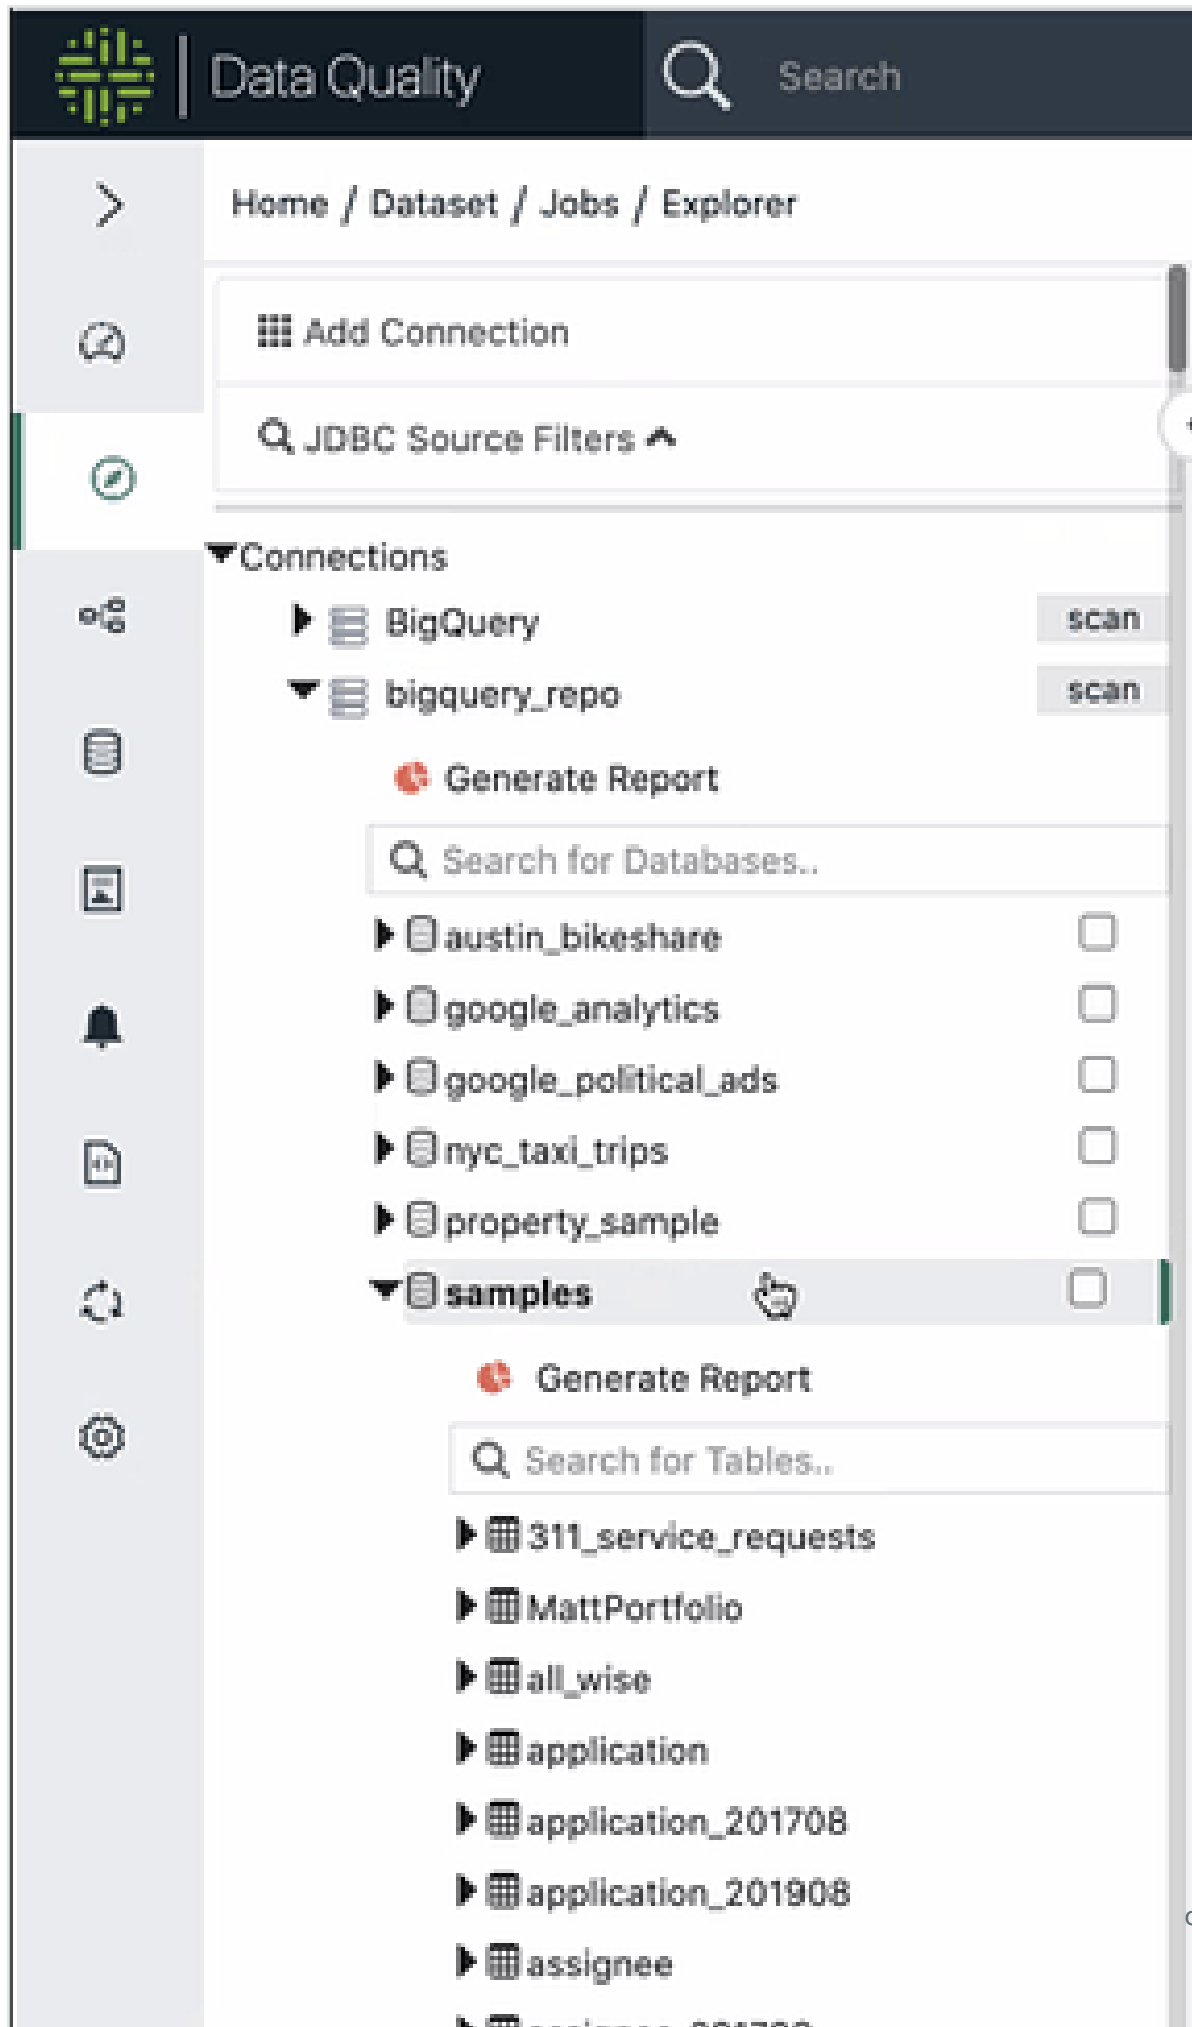 Data Quality
Search
Home / Dataset / Jobs / Explorer
Add Connection
JDBC Source Filters
Connections
BigQuery scan
bigquery_repo scan
Generate Report
Search for Databases..
austin_bikeshare
google_analytics
google_political_ads
nyc_taxi_trips
property_sample
samples
Generate Report
Search for Tables..
311_service_requests
MattPortfolio
all_wise
application
application_201708
application_201908
assignee